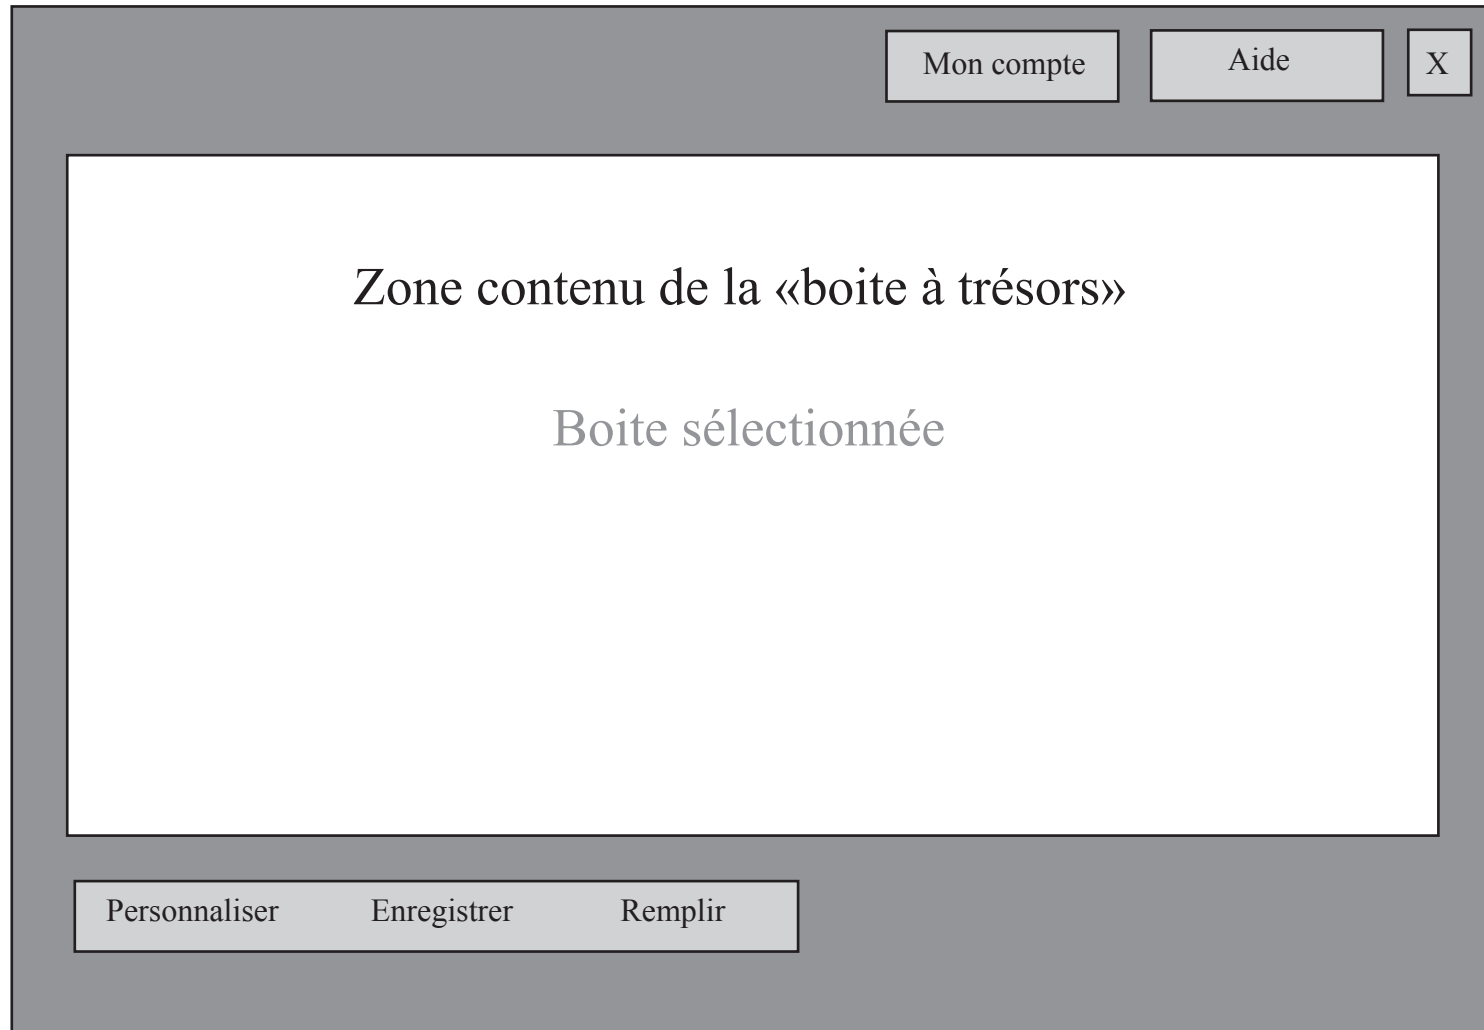 Mon compte
Aide
X
Zone contenu de la «boite à trésors»
Boite sélectionnée
Personnaliser
Enregistrer
Remplir